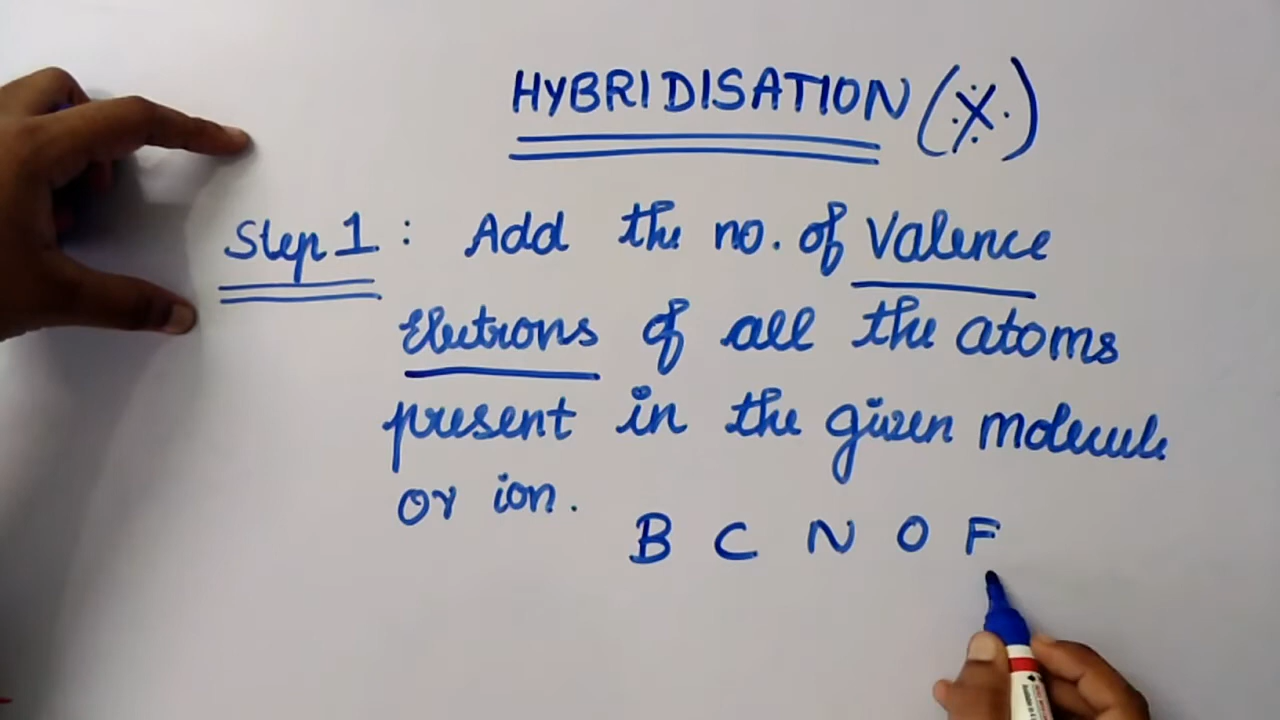 HYBRIDISATION (X)
Step 1 : Add the no. of Valence
Eletrons of all the atoms
present in the given molecule
or ion.
B C N O F